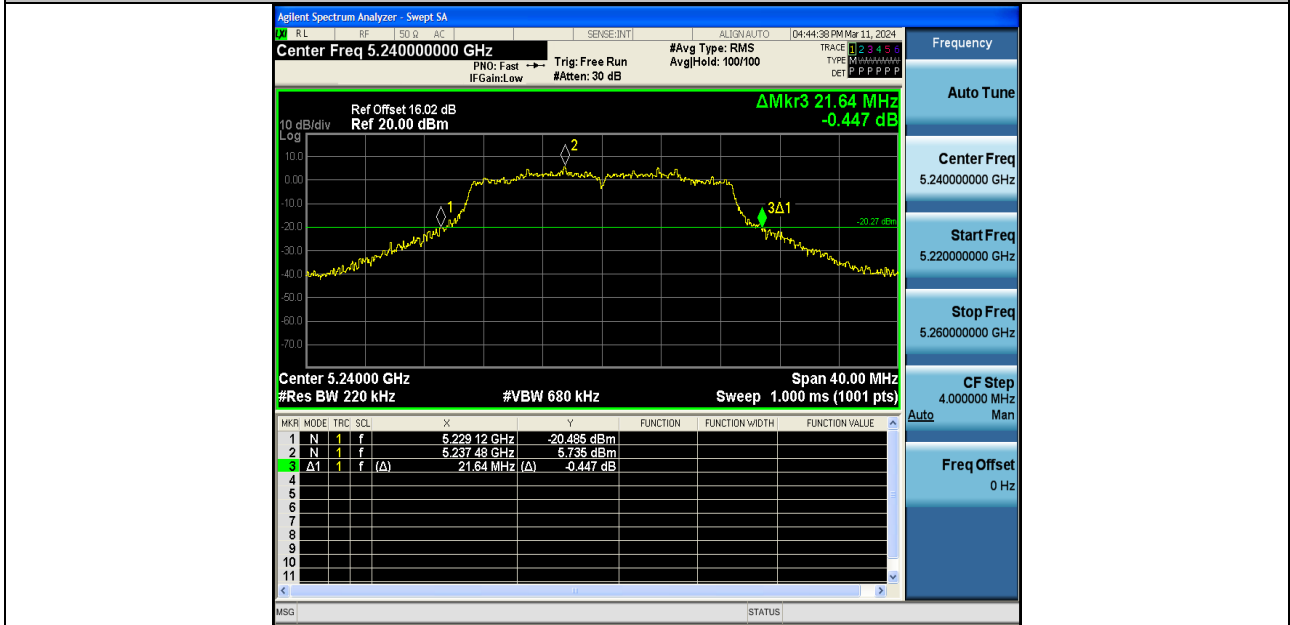 Agilent Spectrum Analyzer - Swept SA
RL RF 50 Ω AC SENSE:INT ALIGN AUTO 04:44:38 PM Mar 11, 2024
Center Freq 5.240000000 GHz
PNO: Fast
IFGain:Low
Trig: Free Run
#Atten: 30 dB
#Avg Type: RMS
Avg|Hold: 100/100
TRACE 1 2 3 4 5 6
TYPE M
DET P P P P P P
Ref Offset 16.02 dB
Ref 20.00 dBm
10 dB/div
Log
ΔMkr3 21.64 MHz
-0.447 dB
10.0
0.00
-10.0
-20.0
-30.0
-40.0
-50.0
-60.0
-70.0
1
2
3Δ1
-20.27 dBm
Center 5.24000 GHz Span 40.00 MHz
#Res BW 220 kHz #VBW 680 kHz Sweep 1.000 ms (1001 pts)
MKR MODE TRC SCL X Y FUNCTION FUNCTION WIDTH FUNCTION VALUE
1 N 1 f 5.229 12 GHz -20.485 dBm
2 N 1 f 5.237 48 GHz 5.735 dBm
3 Δ1 1 f (Δ) 21.64 MHz (Δ) -0.447 dB
4
5
6
7
8
9
10
11
MSG STATUS
Frequency
Auto Tune
Center Freq
5.240000000 GHz
Start Freq
5.220000000 GHz
Stop Freq
5.260000000 GHz
CF Step
4.000000 MHz
Auto Man
Freq Offset
0 Hz